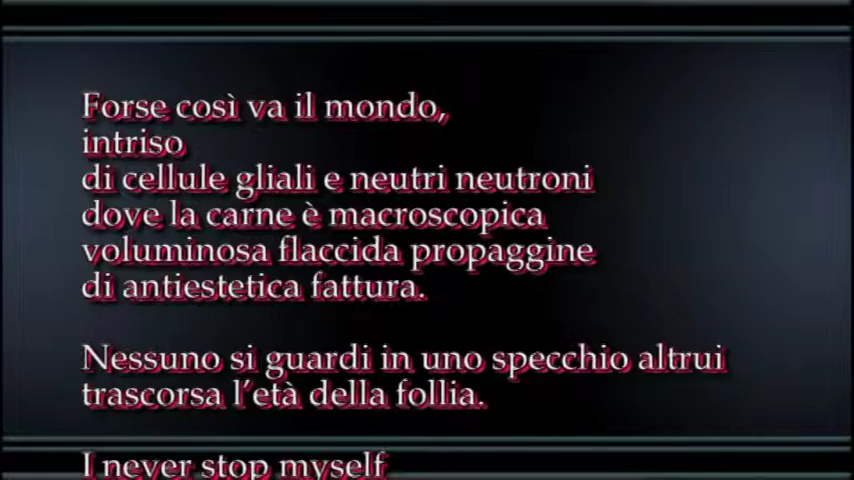 Forse così va il mondo,
intriso
di cellule gliali e neutri neutroni
dove la carne è macroscopica
voluminosa flaccida propaggine
di antiestetica fattura.
Nessuno si guardi in uno specchio altrui
trascorsa l'età della follia.
I never stop myself